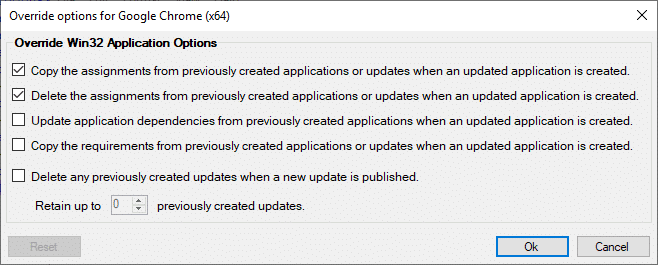 Override options for Google Chrome (x64)
Override Win32 Application Options
Copy the assignments from previously created applications or updates when an updated application is created.
Delete the assignments from previously created applications or updates when an updated application is created.
Update application dependencies from previously created applications when an updated application is created.
Copy the requirements from previously created applications or updates when an updated application is created.
Delete any previously created updates when a new update is published.
Retain up to 0 previously created updates.
Reset Ok Cancel